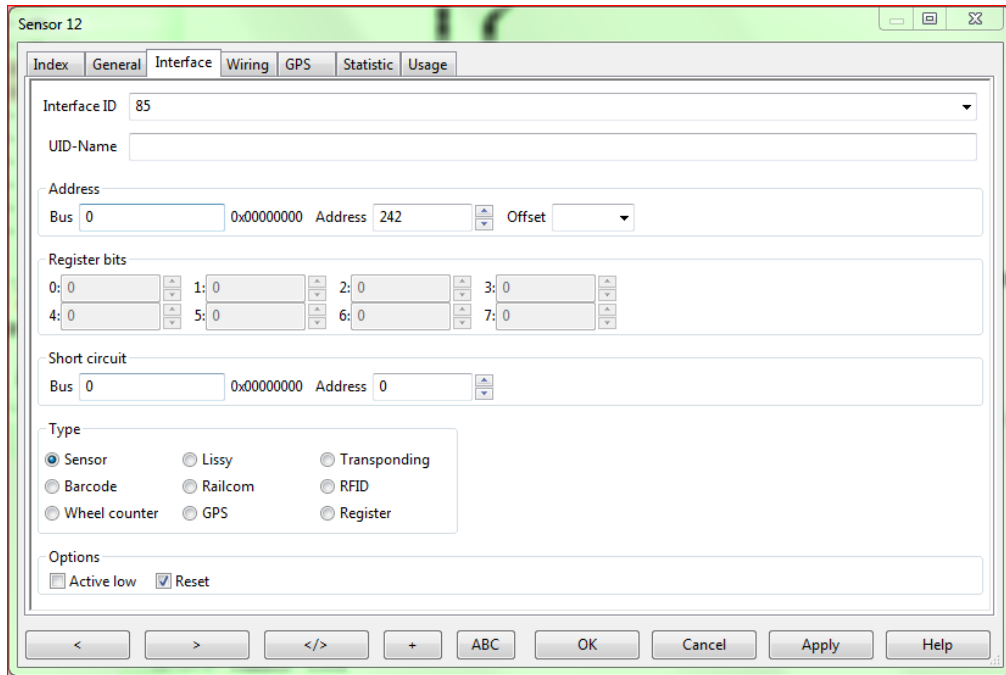 Sensor 12
Index General Interface Wiring GPS Statistic Usage
Interface ID 85
UID-Name
Address
Bus 0 0x00000000 Address 242 Offset
Register bits
0: 0 1: 0 2: 0 3: 0
4: 0 5: 0 6: 0 7: 0
Short circuit
Bus 0 0x00000000 Address 0
Type
Sensor Lissy Transponding
Barcode Railcom RFID
Wheel counter GPS Register
Options
Active low Reset
< > </> + ABC OK Cancel Apply Help